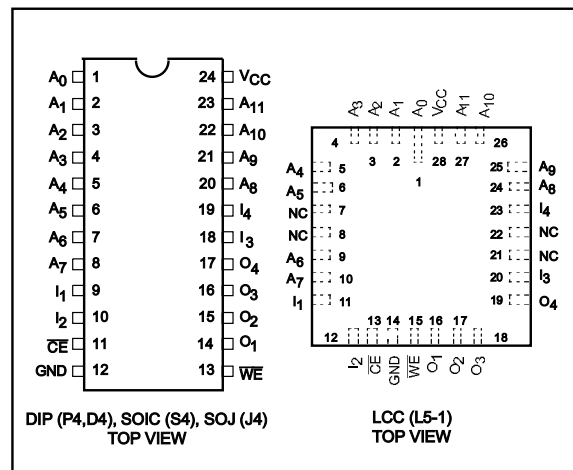 A0 1 24 VCC
A1 2 23 A11
A2 3 22 A10
A3 4 21 A9
A4 5 20 A8
A5 6 19 I4
A6 7 18 I3
A7 8 17 O4
I1 9 16 O3
I2 10 15 O2
CE 11 14 O1
GND 12 13 WE
DIP (P4,D4), SOIC (S4), SOJ (J4)
TOP VIEW
A3 A2 A1 A0 VCC A11 A10
4 3 2 1 28 27 26
A4 5 25 A9
A5 6 24 A8
NC 7 23 I4
NC 8 22 NC
A6 9 21 NC
A7 10 20 I3
I1 11 19 O4
12 13 14 15 16 17 18
I2 CE GND WE O1 O2 O3
LCC (L5-1)
TOP VIEW